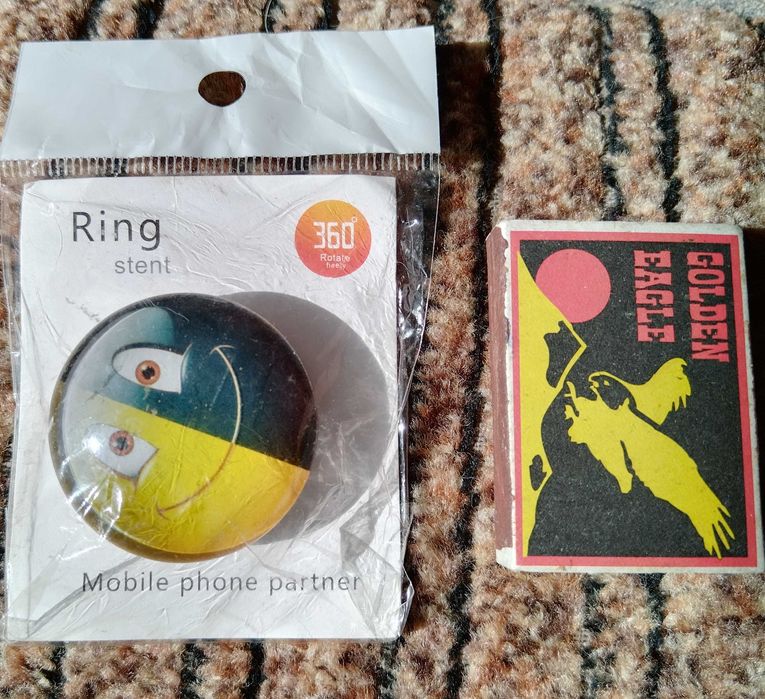 Ring
stent
360°
Rotate
freely
Mobile phone partner
GOLDEN
EAGLE